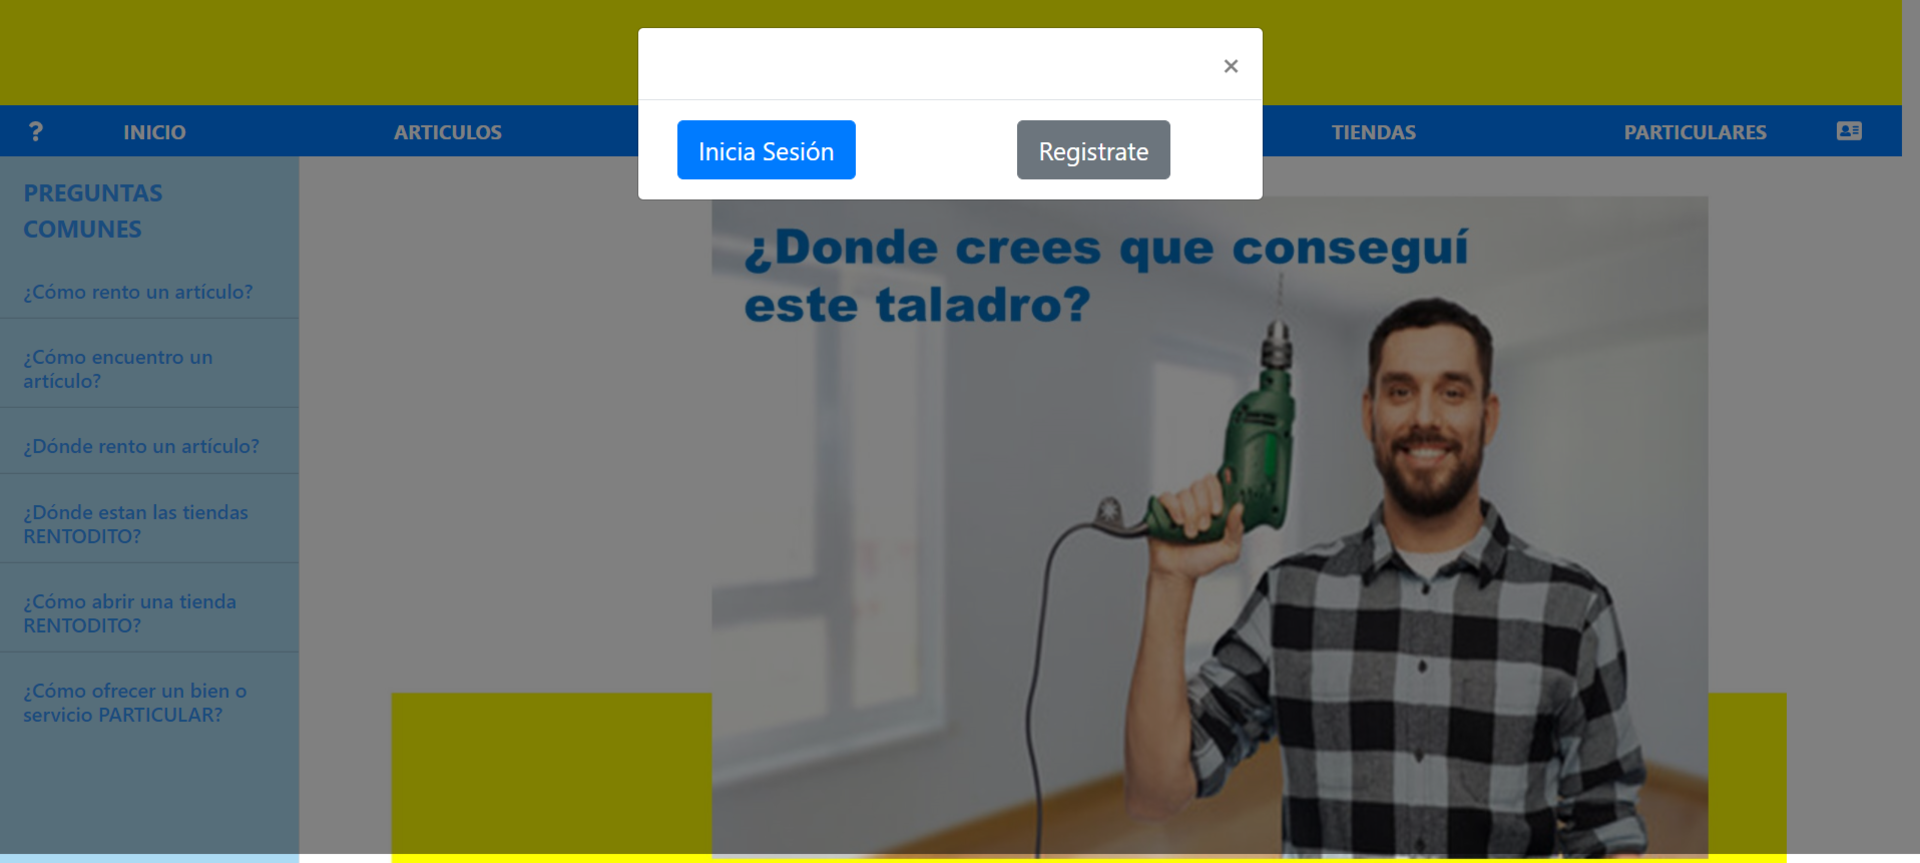 ×
Inicia Sesión
Registrate
?
INICIO
ARTICULOS
TIENDAS
PARTICULARES
PREGUNTAS
COMUNES
¿Cómo rento un artículo?
¿Cómo encuentro un
artículo?
¿Dónde rento un artículo?
¿Dónde estan las tiendas
RENTODITO?
¿Cómo abrir una tienda
RENTODITO?
¿Cómo ofrecer un bien o
servicio PARTICULAR?
¿Donde crees que conseguí
este taladro?